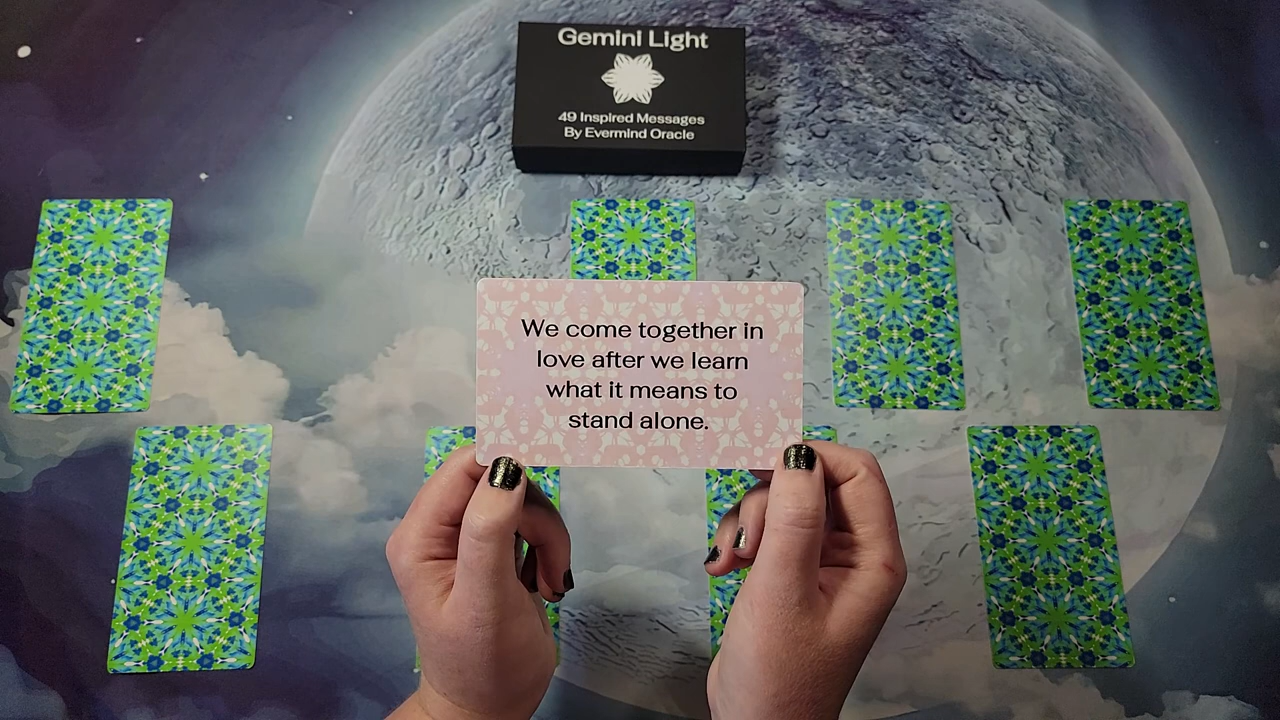 Gemini Light
49 Inspired Messages
By Evermind Oracle
We come together in
love after we learn
what it means to
stand alone.